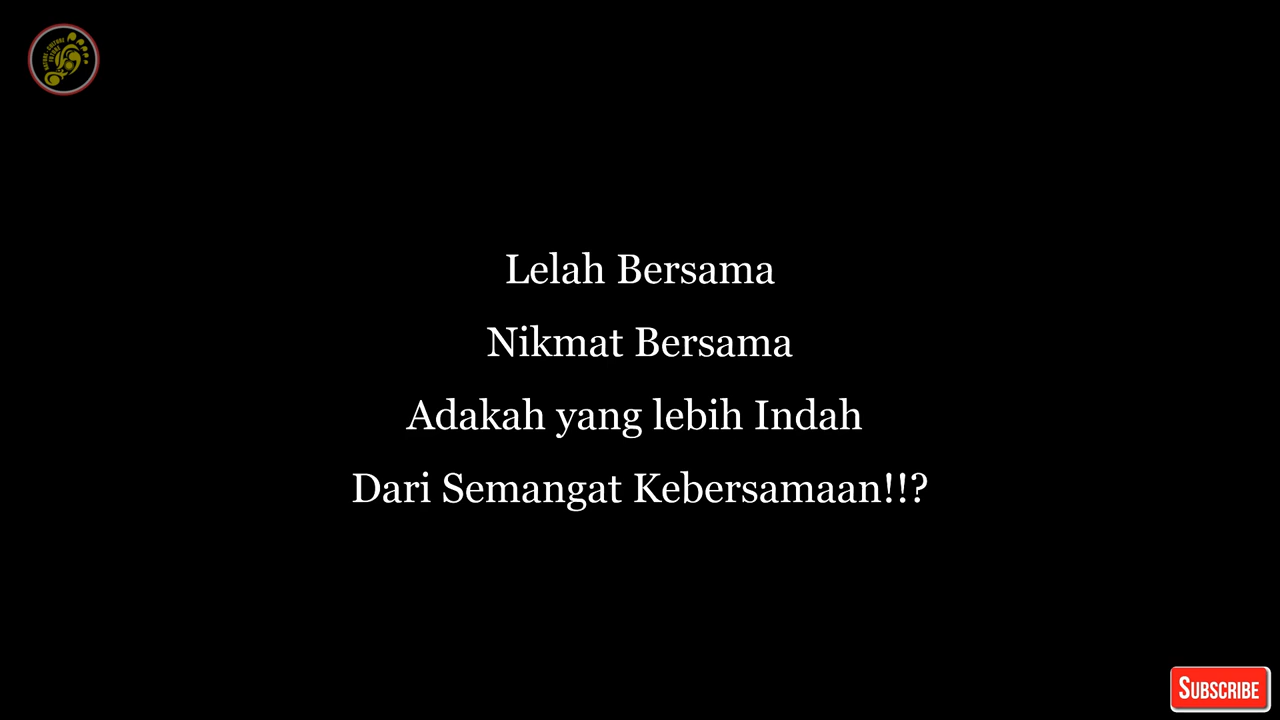 Lelah Bersama
Nikmat Bersama
Adakah yang lebih Indah
Dari Semangat Kebersamaan!!?
SUBSCRIBE